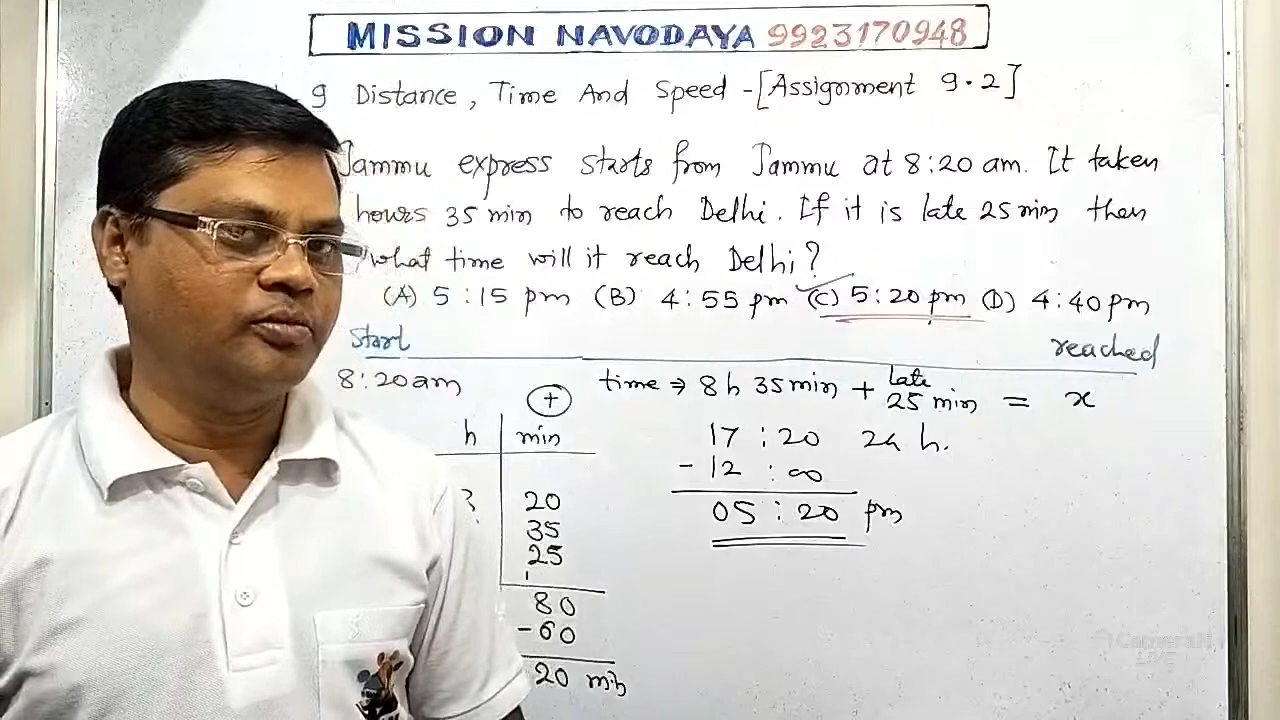 MISSION NAVODAYA 9923170948
9 Distance, Time And Speed -[Assignment 9.2]
Jammu express starts from Jammu at 8:20 am. It taken
hours 35 min to reach Delhi. If it is late 25 min then
what time will it reach Delhi?
(A) 5:15 pm (B) 4:55 pm (C) 5:20 pm (D) 4:40 pm
Start reached
8:20 am + time ⇒ 8 h 35 min + late 25 min = x
h min 17 : 20 24 h.
- 12 : 00
20 05 : 20 pm
35
25
80
- 60
20 min